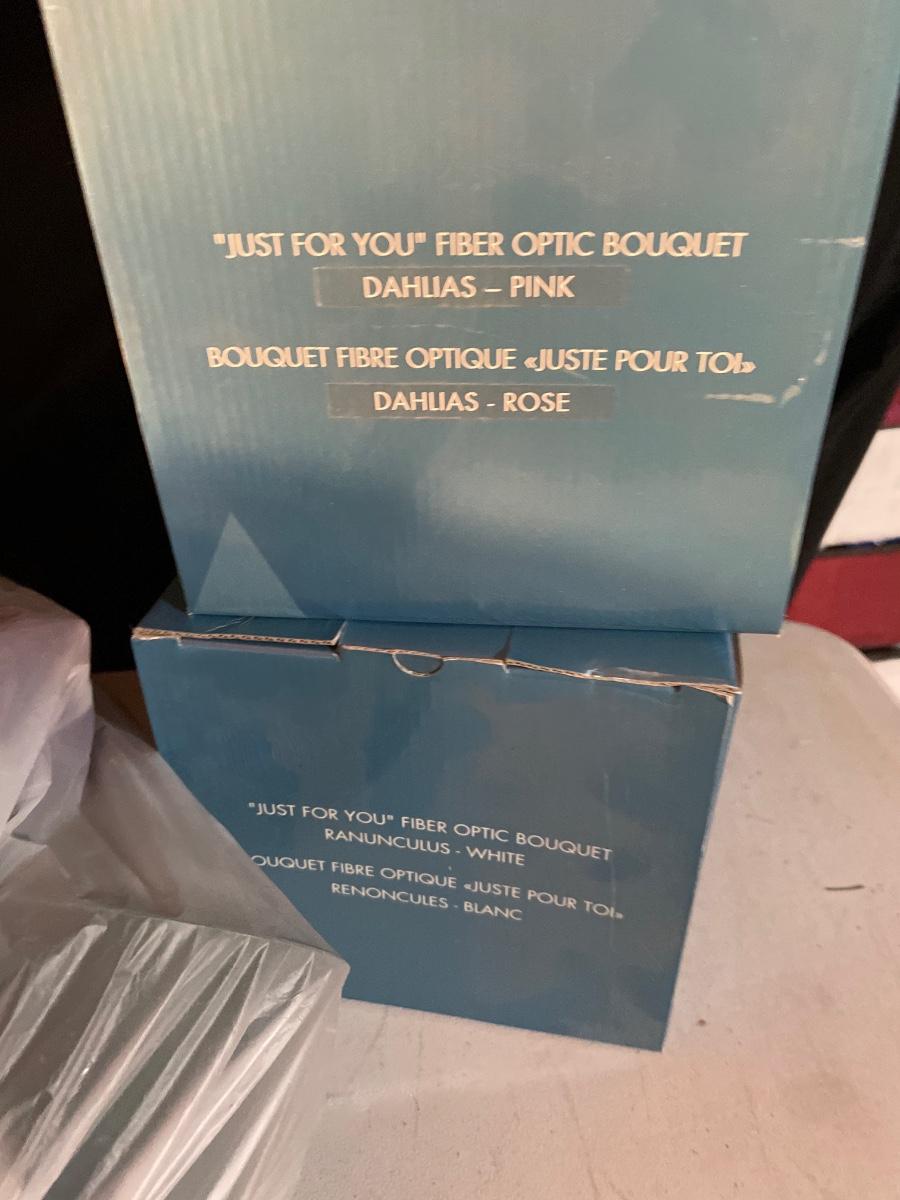 "JUST FOR YOU" FIBER OPTIC BOUQUET
DAHLIAS – PINK
BOUQUET FIBRE OPTIQUE «JUSTE POUR TOI»
DAHLIAS - ROSE
"JUST FOR YOU" FIBER OPTIC BOUQUET
RANUNCULUS - WHITE
OUQUET FIBRE OPTIQUE «JUSTE POUR TOI»
RENONCULES - BLANC